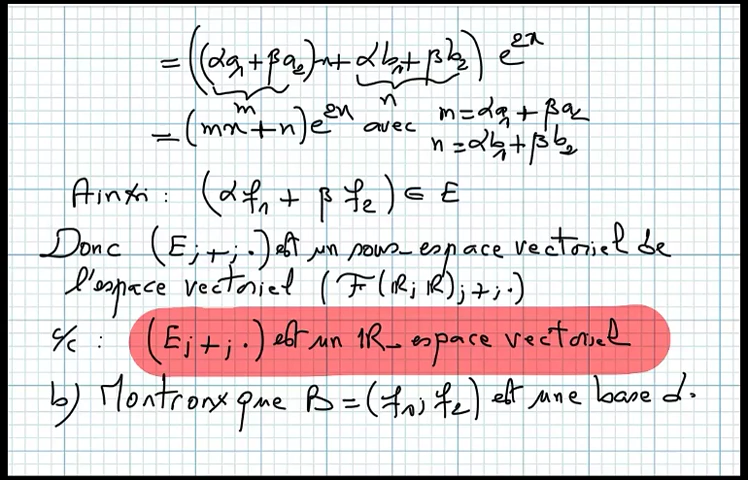 = ((αa₁ + βa₂)x + αb₁ + βb₂) e^{2x}
m n
= (mx + n)e^{2x} avec m = αa₁ + βa₂
n = αb₁ + βb₂
Ainsi : (αf₁ + βf₂) ∈ E
Donc (E; +; ·) est un sous-espace vectoriel de
l'espace vectoriel (F(ℝ; ℝ); +; ·)
c/c : (E; +; ·) est un ℝ-espace vectoriel
b) Montrons que B = (f₁; f₂) est une base d.